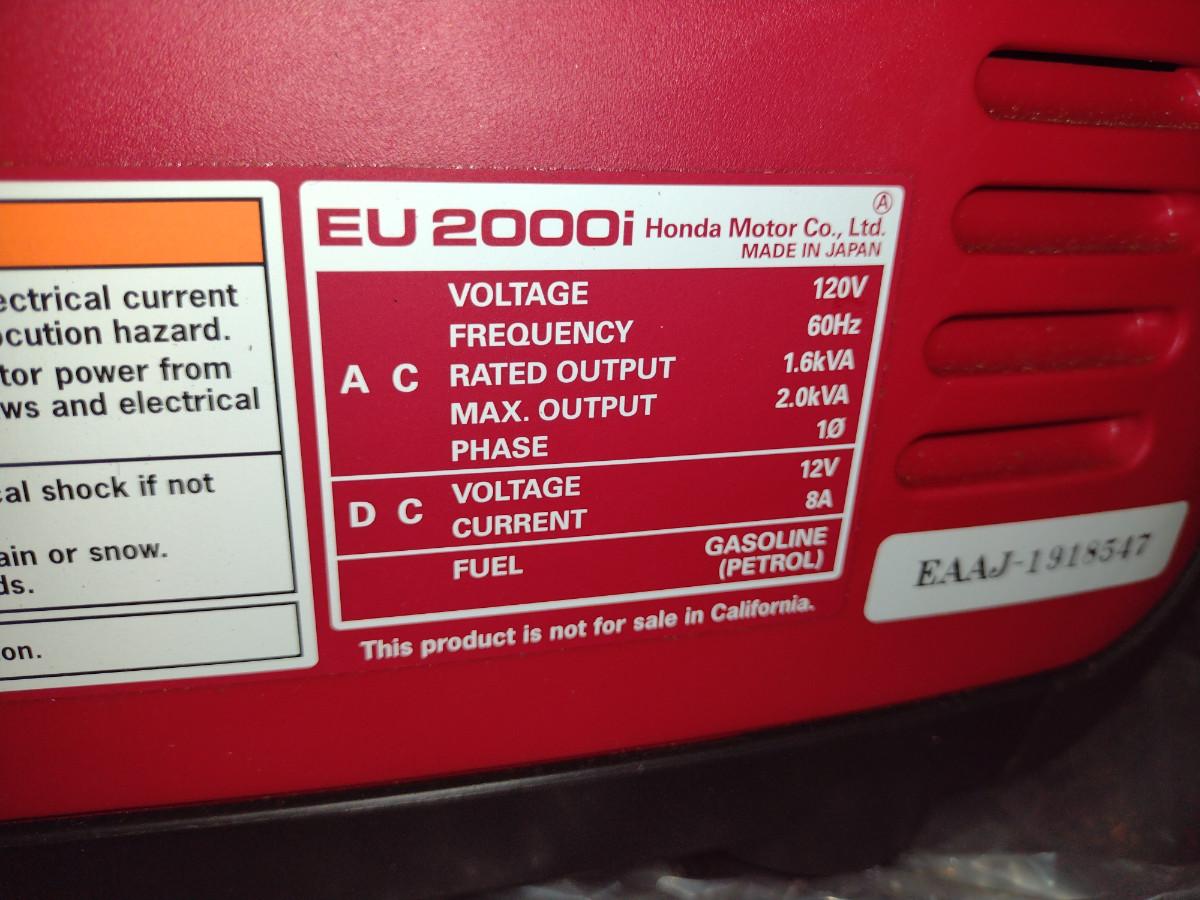 ectrical current
ocution hazard.
tor power from
ws and electrical
cal shock if not
ain or snow.
ds.
on.
EU 2000i Honda Motor Co., Ltd.
Ⓐ
MADE IN JAPAN
AC
VOLTAGE 120V
FREQUENCY 60Hz
RATED OUTPUT 1.6kVA
MAX. OUTPUT 2.0kVA
PHASE 1Ø
DC
VOLTAGE 12V
CURRENT 8A
FUEL GASOLINE
(PETROL)
This product is not for sale in California.
EAAJ-1918547